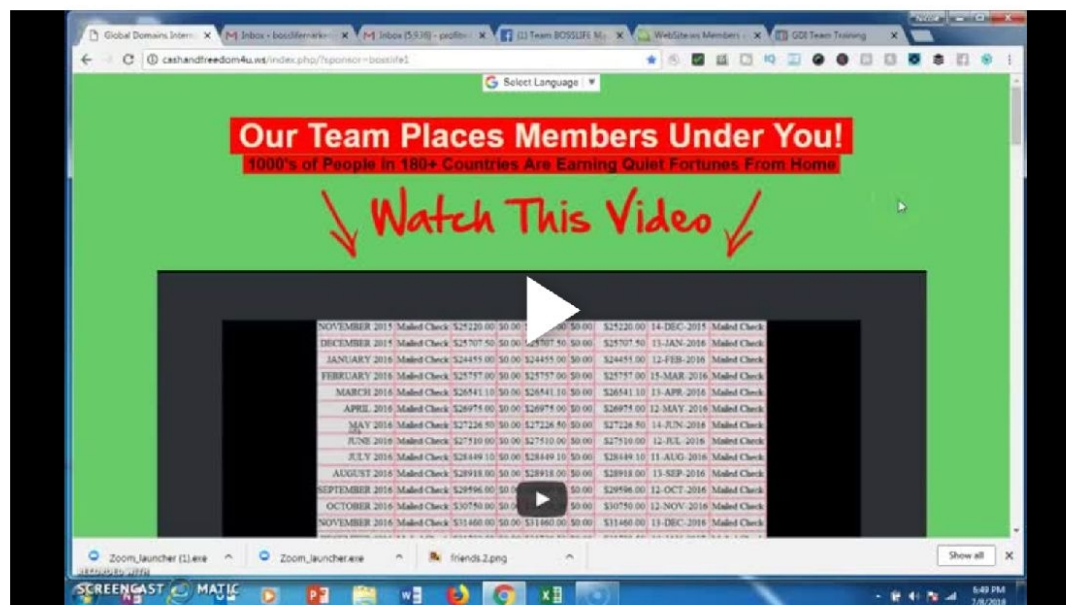 Global Domains Intern
Inbox - bosslifemarke
Inbox (5,936) - profito
(1) Team BOSSLIFE M
WebSite.ws Members -
GDI Team Training
cashandfreedom4u.ws/index.php/?sponsor=bosslife1
Select Language
Our Team Places Members Under You!
1000's of People In 180+ Countries Are Earning Quiet Fortunes From Home
Watch This Video
NOVEMBER 2015 Mailed Check $25220.00 $0.00 $0.00 $25220.00 14-DEC-2015 Mailed Check
DECEMBER 2015 Mailed Check $25707.50 $0.00 $25707.50 $0.00 $25707.50 13-JAN-2016 Mailed Check
JANUARY 2016 Mailed Check $24455.00 $0.00 $24455.00 $0.00 $24455.00 12-FEB-2016 Mailed Check
FEBRUARY 2016 Mailed Check $25757.00 $0.00 $25757.00 $0.00 $25757.00 15-MAR-2016 Mailed Check
MARCH 2016 Mailed Check $26541.10 $0.00 $26541.10 $0.00 $26541.10 13-APR-2016 Mailed Check
APRIL 2016 Mailed Check $26975.00 $0.00 $26975.00 $0.00 $26975.00 12-MAY-2016 Mailed Check
MAY 2016 Mailed Check $27226.50 $0.00 $27226.50 $0.00 $27226.50 14-JUN-2016 Mailed Check
JUNE 2016 Mailed Check $27510.00 $0.00 $27510.00 $0.00 $27510.00 12-JUL-2016 Mailed Check
JULY 2016 Mailed Check $28449.10 $0.00 $28449.10 $0.00 $28449.10 11-AUG-2016 Mailed Check
AUGUST 2016 Mailed Check $28918.00 $0.00 $28918.00 $0.00 $28918.00 13-SEP-2016 Mailed Check
SEPTEMBER 2016 Mailed Check $29596.00 $0.00 $29596.00 12-OCT-2016 Mailed Check
OCTOBER 2016 Mailed Check $30750.00 $0.00 $30750.00 12-NOV-2016 Mailed Check
NOVEMBER 2016 Mailed Check $31460.00 $0.00 $31460.00 $0.00 $31460.00 13-DEC-2016 Mailed Check
Zoom_launcher (1).exe
Zoom_launcher.exe
friends.2.png
Show all
RECORDED WITH
SCREENCAST MATIC
6:49 PM
7/8/2018